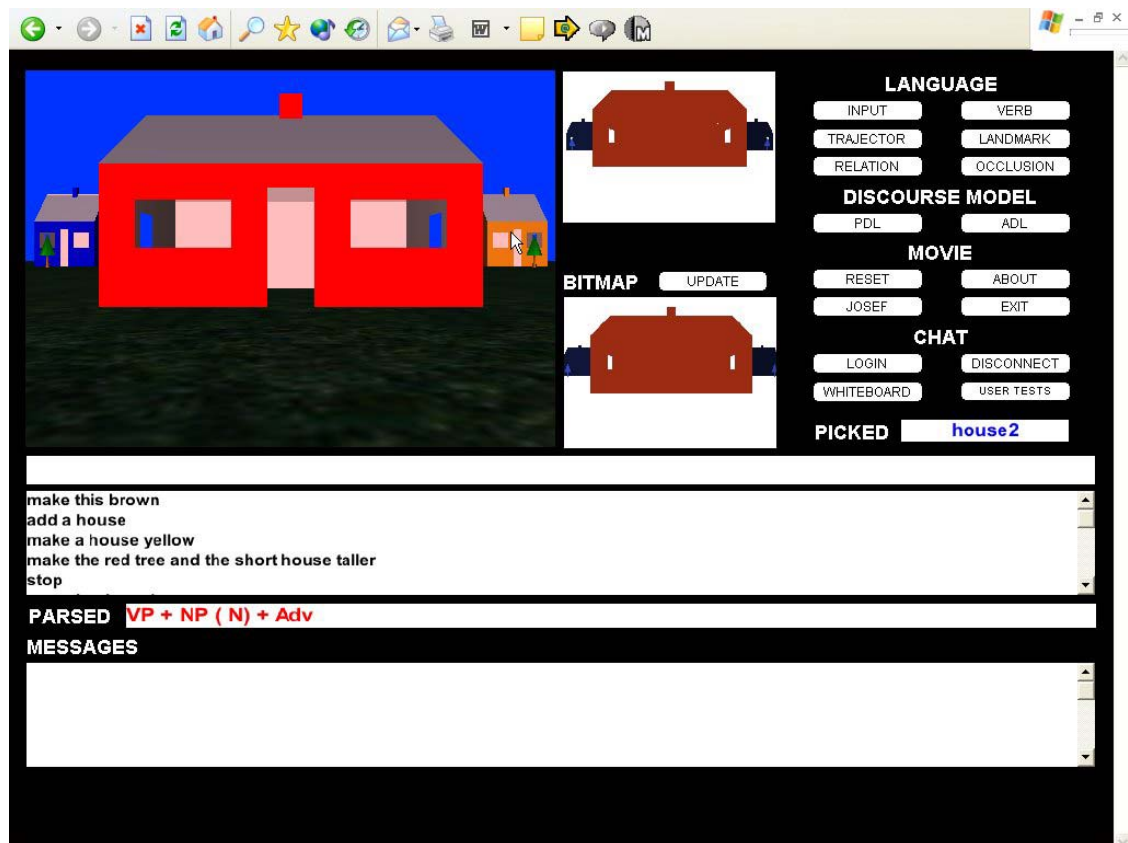 LANGUAGE
INPUT VERB
TRAJECTOR LANDMARK
RELATION OCCLUSION
DISCOURSE MODEL
PDL ADL
MOVIE
BITMAP UPDATE
RESET ABOUT
JOSEF EXIT
CHAT
LOGIN DISCONNECT
WHITEBOARD USER TESTS
PICKED house2
make this brown
add a house
make a house yellow
make the red tree and the short house taller
stop
PARSED VP + NP ( N) + Adv
MESSAGES